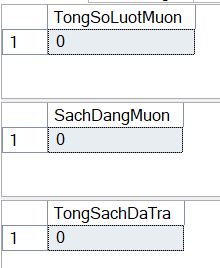 TongSoLuotMuon
1 0
SachDangMuon
1 0
TongSachDaTra
1 0